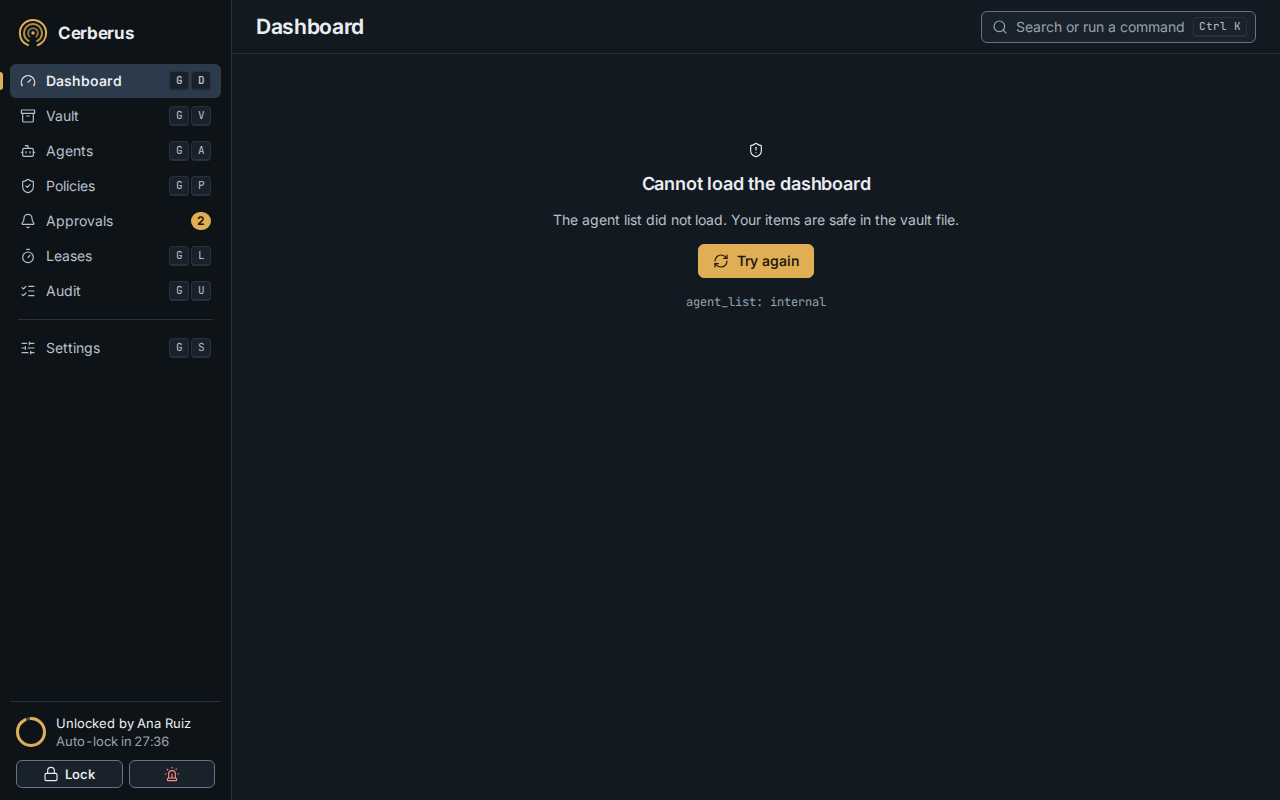 Cerberus
Dashboard G D
Vault G V
Agents G A
Policies G P
Approvals 2
Leases G L
Audit G U
Settings G S
Unlocked by Ana Ruiz
Auto-lock in 27:36
Lock
Dashboard
Search or run a command Ctrl K
Cannot load the dashboard
The agent list did not load. Your items are safe in the vault file.
Try again
agent_list: internal